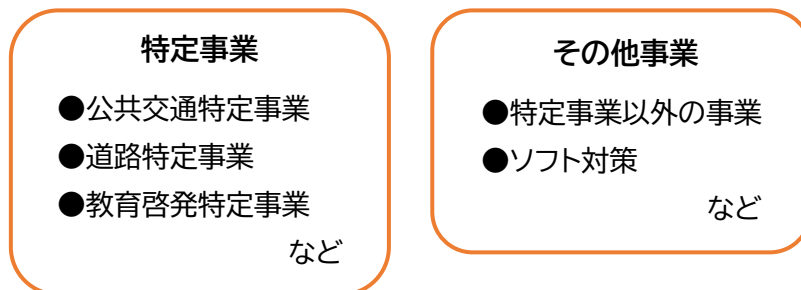 特定事業
●公共交通特定事業
●道路特定事業
●教育啓発特定事業
など
その他事業
●特定事業以外の事業
●ソフト対策
など